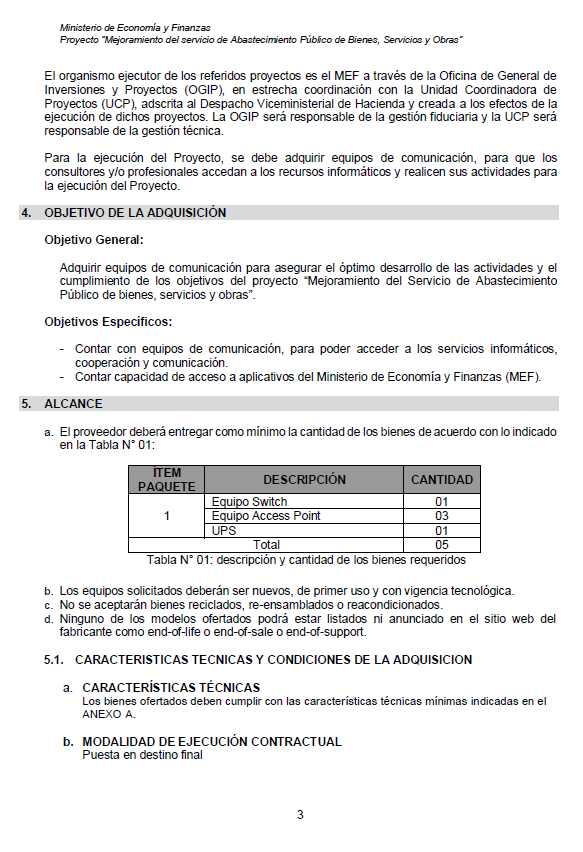 Ministerio de Economía y Finanzas
Proyecto "Mejoramiento del servicio de Abastecimiento Público de Bienes, Servicios y Obras"
El organismo ejecutor de los referidos proyectos es el MEF a través de la Oficina de General de
Inversiones y Proyectos (OGIP), en estrecha coordinación con la Unidad Coordinadora de
Proyectos (UCP), adscrita al Despacho Viceministerial de Hacienda y creada a los efectos de la
ejecución de dichos proyectos. La OGIP será responsable de la gestión fiduciaria y la UCP será
responsable de la gestión técnica.
Para la ejecución del Proyecto, se debe adquirir equipos de comunicación, para que los
consultores y/o profesionales accedan a los recursos informáticos y realicen sus actividades para
la ejecución del Proyecto.
4. OBJETIVO DE LA ADQUISICIÓN
Objetivo General:
Adquirir equipos de comunicación para asegurar el óptimo desarrollo de las actividades y el
cumplimiento de los objetivos del proyecto "Mejoramiento del Servicio de Abastecimiento
Público de bienes, servicios y obras".
Objetivos Específicos:
- Contar con equipos de comunicación, para poder acceder a los servicios informáticos,
cooperación y comunicación.
- Contar capacidad de acceso a aplicativos del Ministerio de Economía y Finanzas (MEF).
5. ALCANCE
a. El proveedor deberá entregar como mínimo la cantidad de los bienes de acuerdo con lo indicado
en la Tabla N° 01:
ÍTEM PAQUETE DESCRIPCIÓN CANTIDAD
1 Equipo Switch 01
Equipo Access Point 03
UPS 01
Total 05
Tabla N° 01: descripción y cantidad de los bienes requeridos
b. Los equipos solicitados deberán ser nuevos, de primer uso y con vigencia tecnológica.
c. No se aceptarán bienes reciclados, re-ensamblados o reacondicionados.
d. Ninguno de los modelos ofertados podrá estar listados ni anunciado en el sitio web del
fabricante como end-of-life o end-of-sale o end-of-support.
5.1. CARACTERISTICAS TECNICAS Y CONDICIONES DE LA ADQUISICION
a. CARACTERÍSTICAS TÉCNICAS
Los bienes ofertados deben cumplir con las características técnicas mínimas indicadas en el
ANEXO A.
b. MODALIDAD DE EJECUCIÓN CONTRACTUAL
Puesta en destino final
3